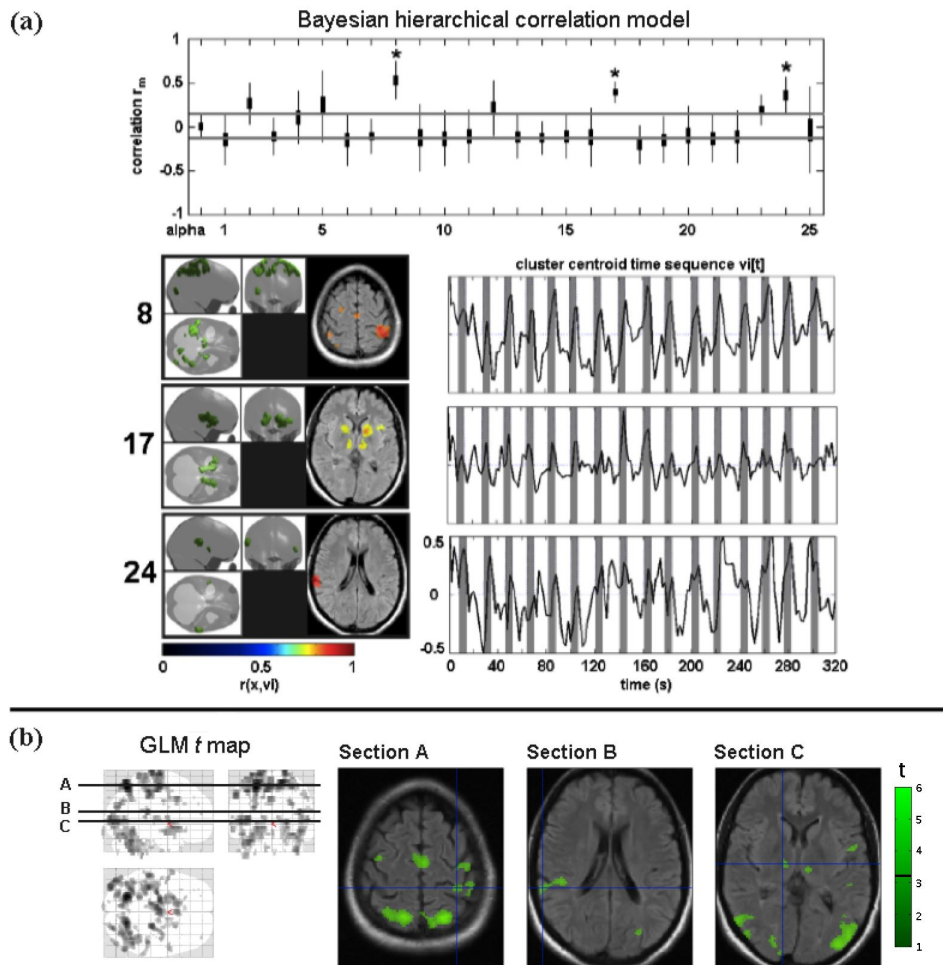 (a)
Bayesian hierarchical correlation model
correlation rm
1
0.5
0
-0.5
-1
* * *
alpha 1 5 10 15 20 25
cluster centroid time sequence vi[t]
8
17
24
0.5
0
-0.5
0 40 80 120 160 200 240 280 320
time (s)
0 0.5 1
r(x,vi)
(b)
GLM t map
A
B
C
Section A
Section B
Section C
t
6
5
4
3
2
1